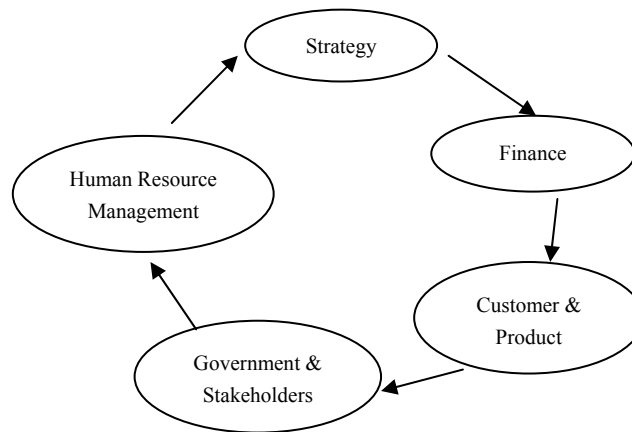 Strategy
Finance
Customer &
Product
Government &
Stakeholders
Human Resource
Management